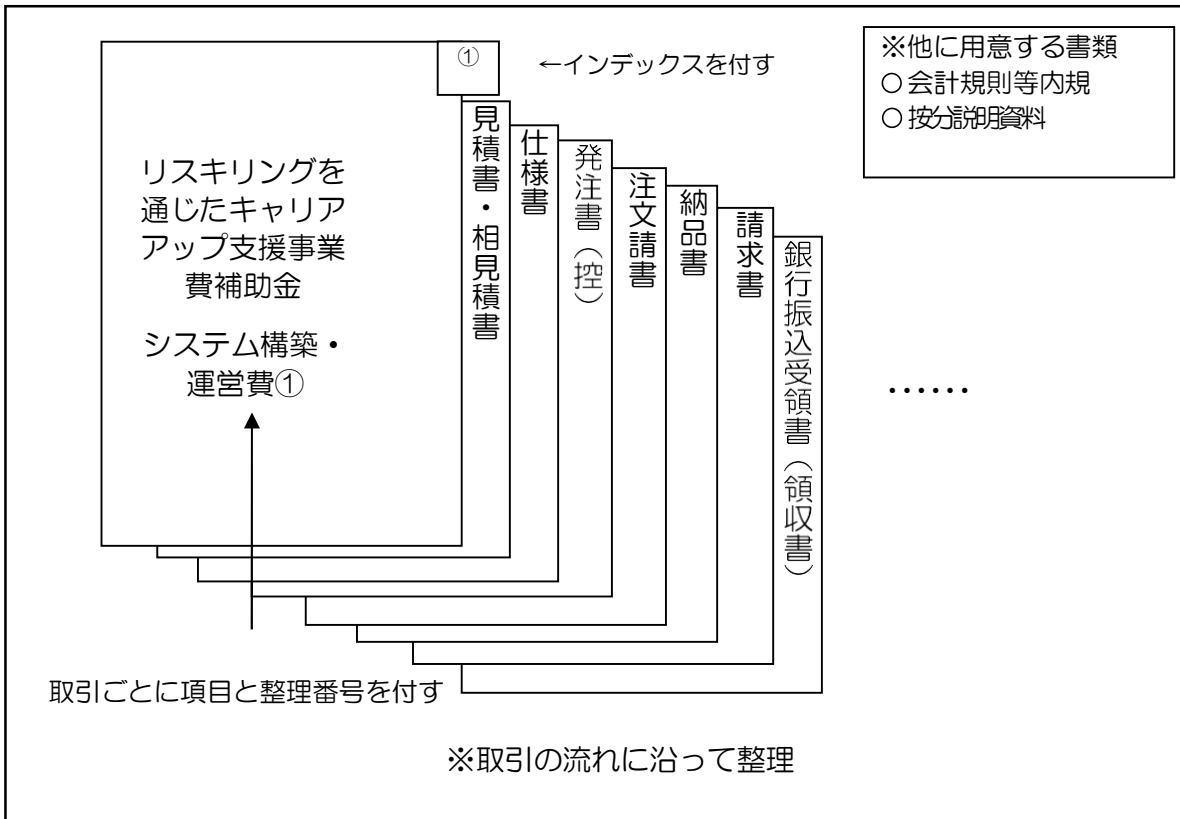 ①
←インデックスを付す
※他に用意する書類
○会計規則等内規
○按分説明資料
リスキリングを
通じたキャリア
アップ支援事業
費補助金
システム構築・
運営費①
見積書・相見積書
仕様書
発注書（控）
注文請書
納品書
請求書
銀行振込受領書（領収書）
……
取引ごとに項目と整理番号を付す
※取引の流れに沿って整理